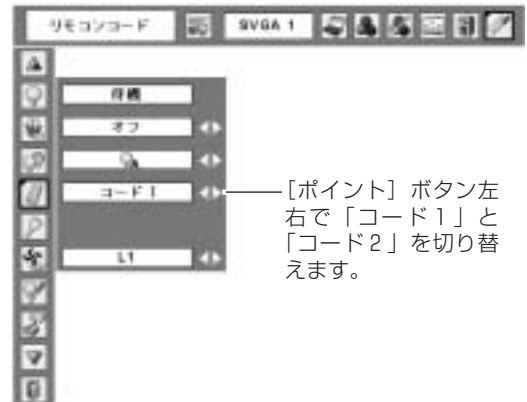 リモコンコード
SVGA 1
待機
オフ
コード 1
L1
[ポイント] ボタン左
右で「コード1」と
「コード2」を切り替
えます。